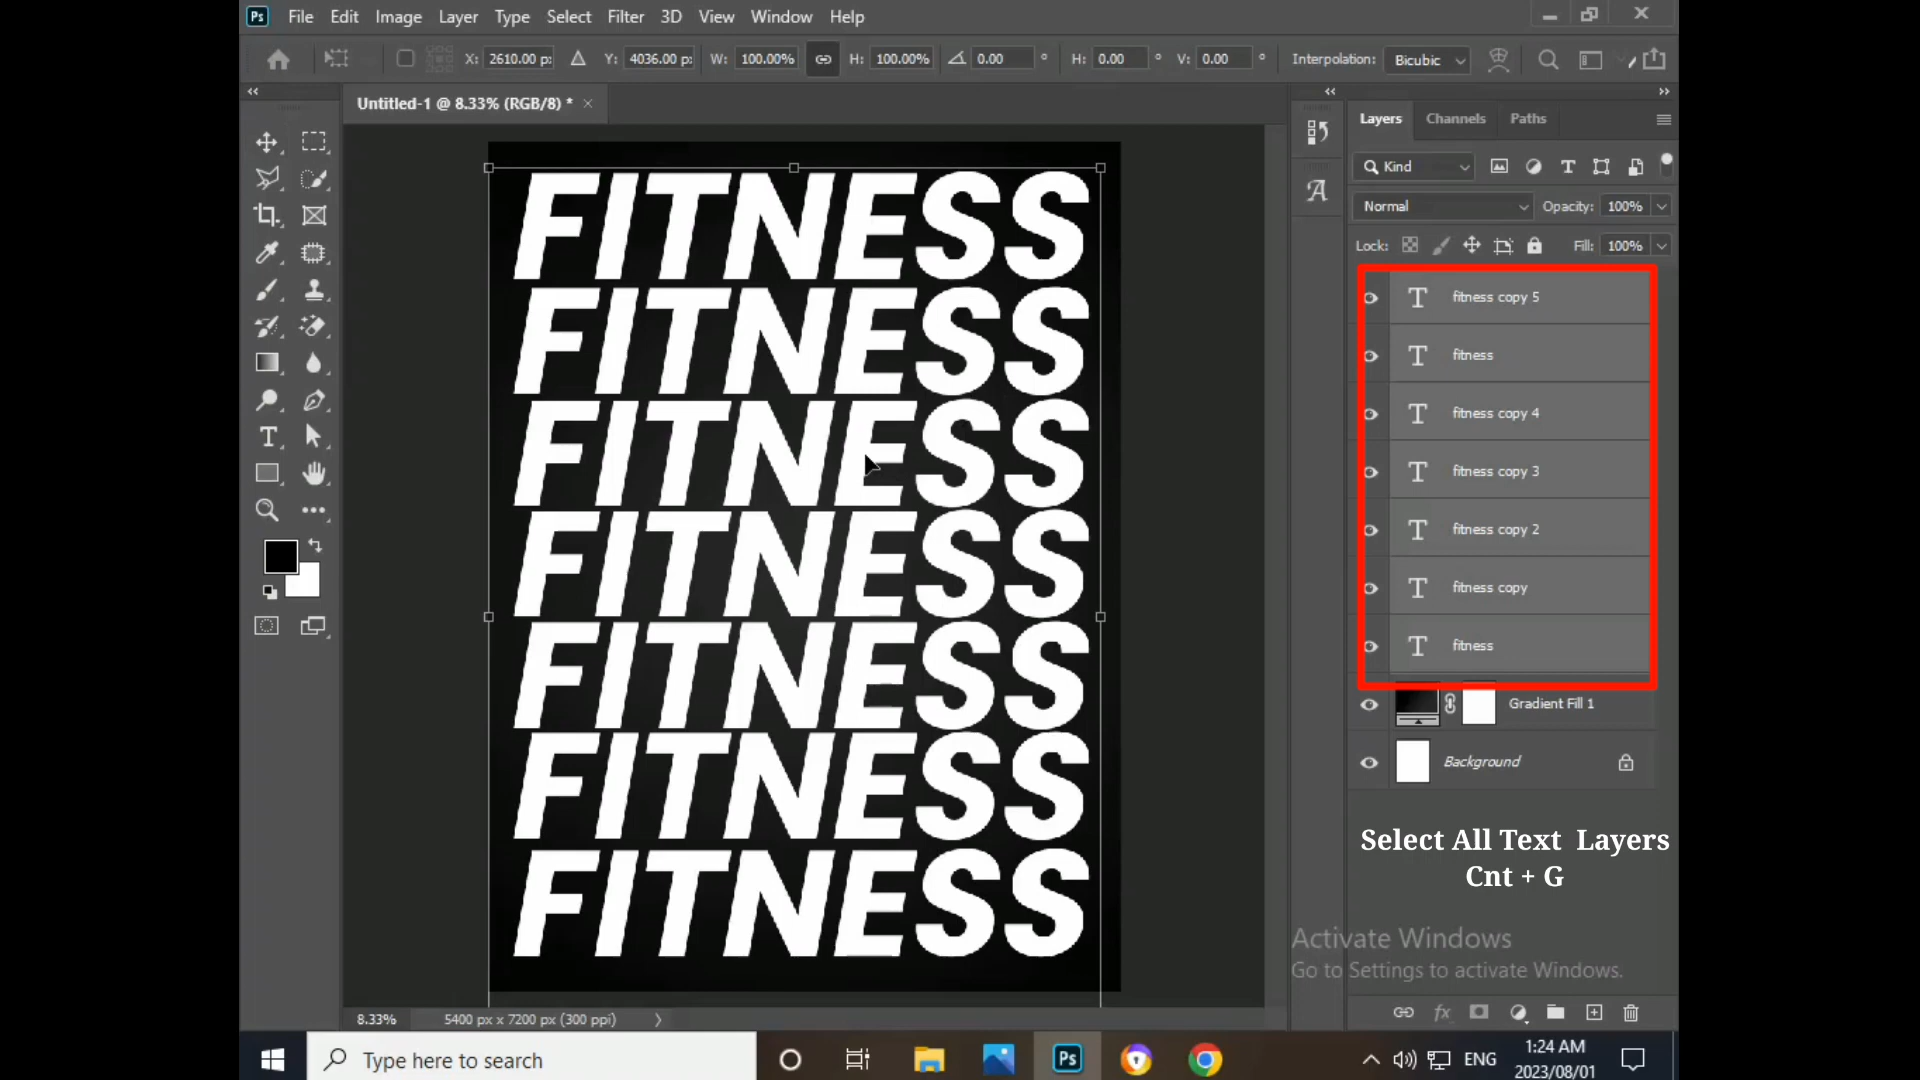 Ps File Edit Image Layer Type Select Filter 3D View Window Help
X: 2610.00 p: Y: 4036.00 p: W: 100.00% H: 100.00% 0.00 ° H: 0.00 ° V: 0.00 ° Interpolation: Bicubic
Untitled-1 @ 8.33% (RGB/8) *
Layers Channels Paths
Kind
Normal Opacity: 100%
Lock: Fill: 100%
FITNESS
FITNESS
FITNESS
FITNESS
FITNESS
FITNESS
FITNESS
fitness copy 5
fitness
fitness copy 4
fitness copy 3
fitness copy 2
fitness copy
fitness
Gradient Fill 1
Background
Select All Text Layers
Cnt + G
Activate Windows
Go to Settings to activate Windows.
8.33% 5400 px x 7200 px (300 ppi)
Type here to search
Ps
ENG
1:24 AM
2023/08/01